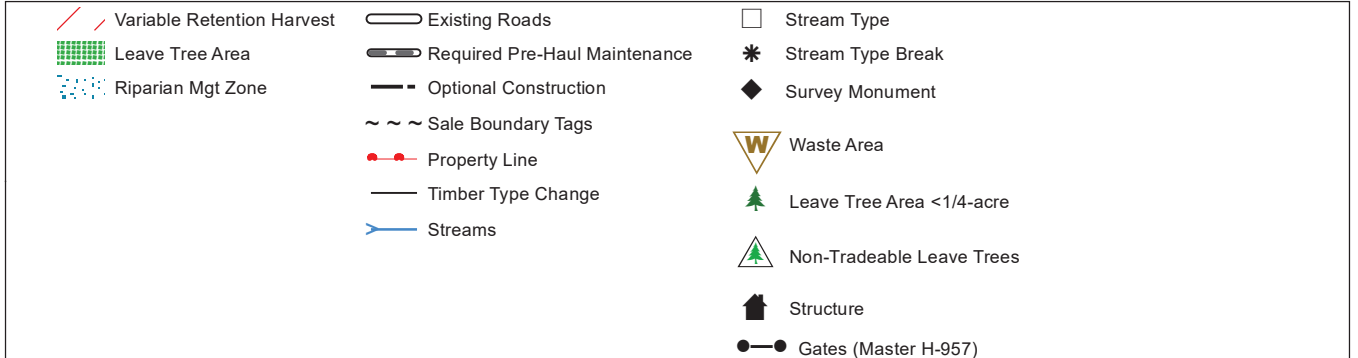 Variable Retention Harvest
Leave Tree Area
Riparian Mgt Zone
Existing Roads
Required Pre-Haul Maintenance
Optional Construction
Sale Boundary Tags
Property Line
Timber Type Change
Streams
Stream Type
Stream Type Break
Survey Monument
W
Waste Area
Leave Tree Area <1/4-acre
Non-Tradeable Leave Trees
Structure
Gates (Master H-957)